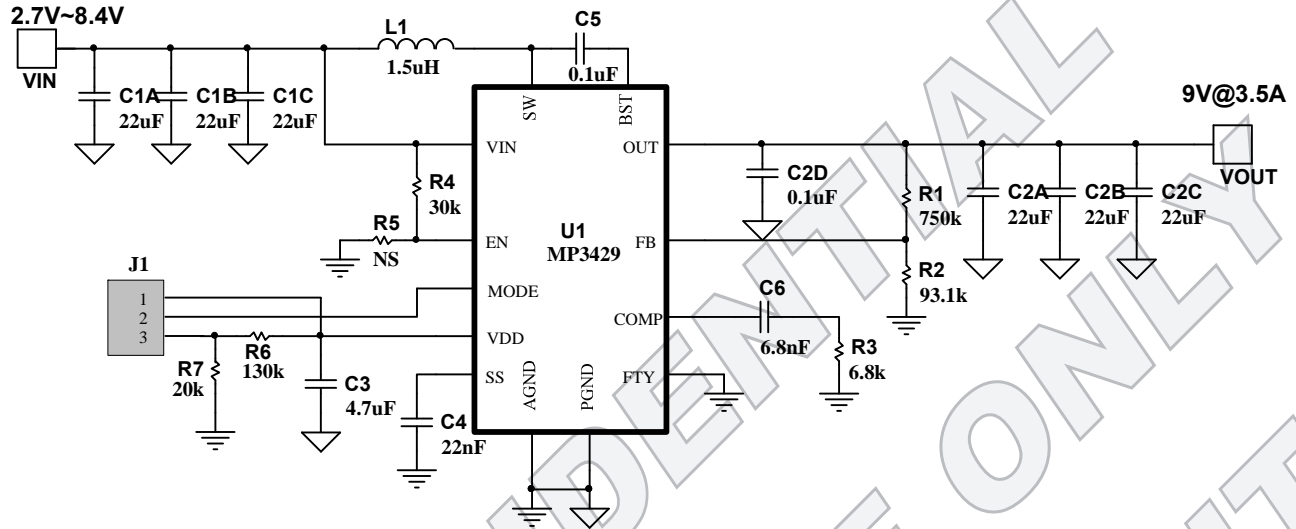 2.7V~8.4V
VIN
C1A
22uF
C1B
22uF
C1C
22uF
L1
1.5uH
C5
0.1uF
SW
BST
VIN
OUT
R4
30k
R5
NS
EN
U1
MP3429
FB
MODE
VDD
COMP
SS
AGND
PGND
FTY
J1
1
2
3
R7
20k
R6
130k
C3
4.7uF
C4
22nF
C2D
0.1uF
R1
750k
R2
93.1k
C2A
22uF
C2B
22uF
C2C
22uF
9V@3.5A
VOUT
C6
6.8nF
R3
6.8k
IDENTIAL
E ONLY
NT